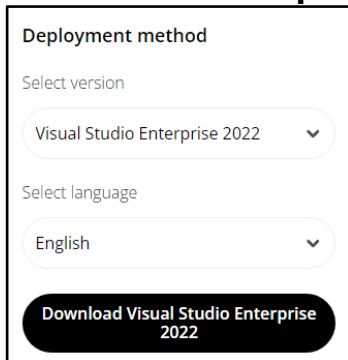 Deployment method
Select version
Visual Studio Enterprise 2022
Select language
English
Download Visual Studio Enterprise
2022